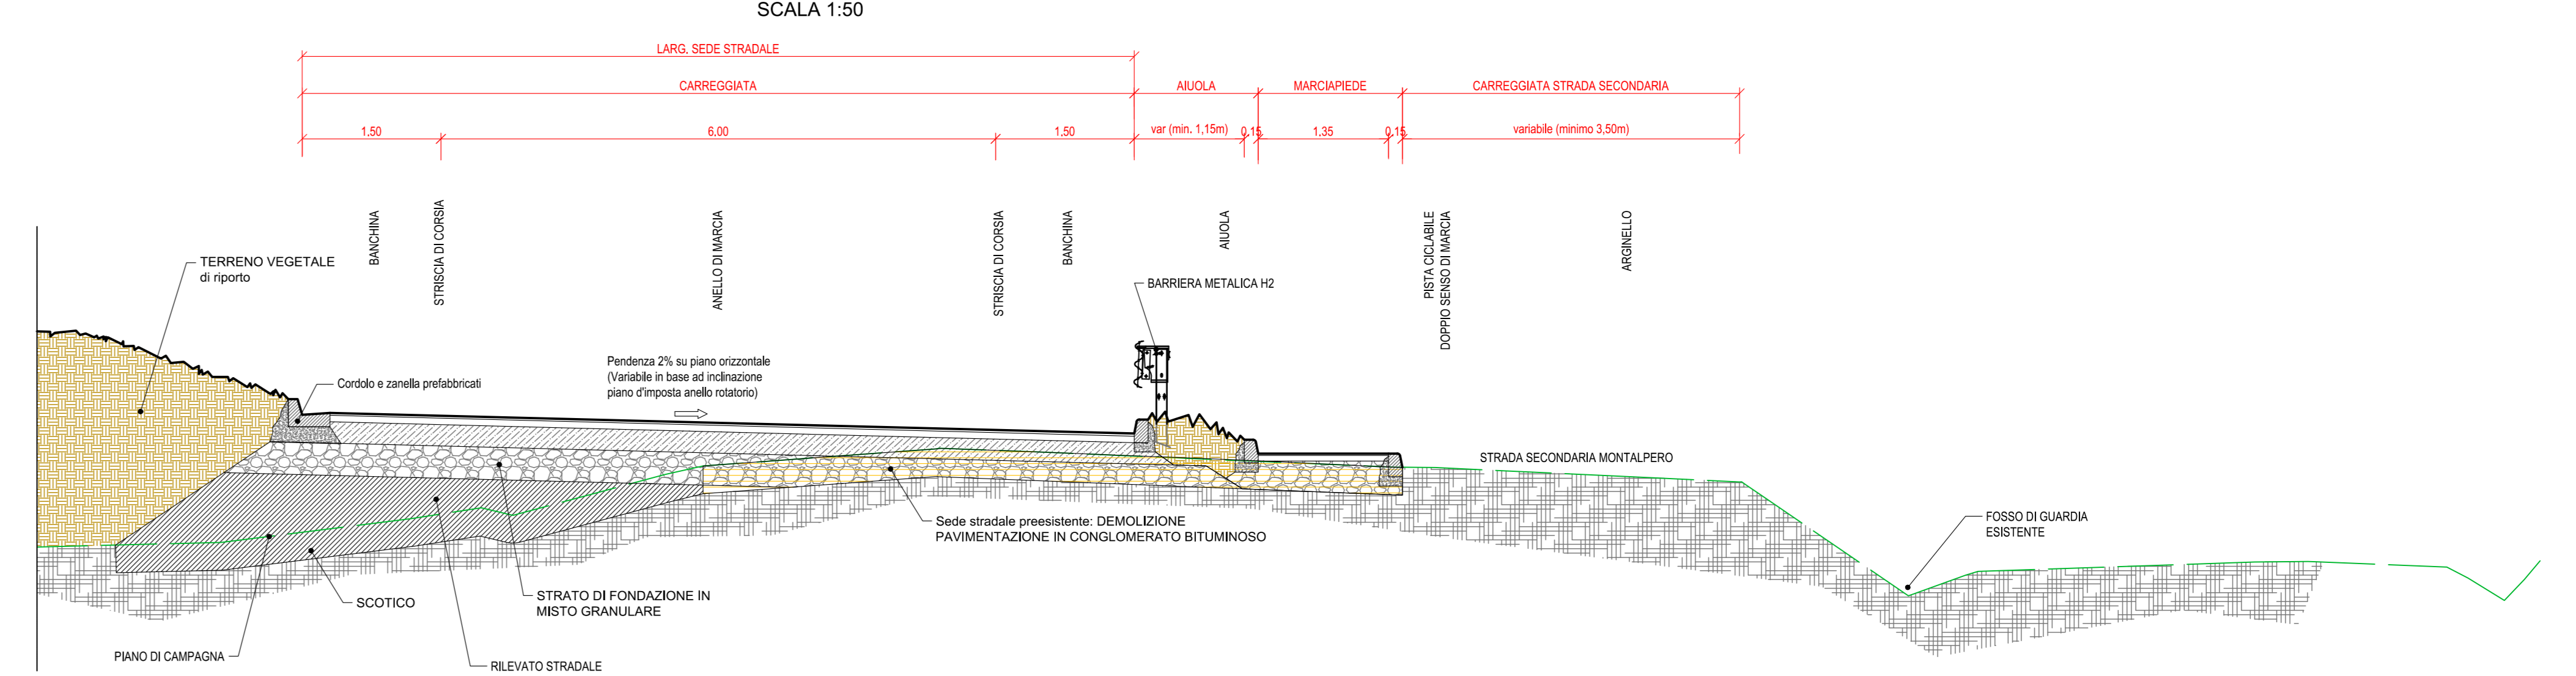 SCALA 1:50
LARG. SEDE STRADALE
CARREGGIATA
AIUOLA
MARCIAPIEDE
CARREGGIATA STRADA SECONDARIA
1.50
6.00
1.50
var (min. 1,15m)
0.15
1.35
0.15
variabile (minimo 3,50m)
BANCHINA
STRISCIA DI CORSIA
ANELLO DI MARCIA
STRISCIA DI CORSIA
BANCHINA
AIUOLA
PISTA CICLABILE
DOPPIO SENSO DI MARCIA
ARGINELLO
TERRENO VEGETALE
di riporto
BARRIERA METALICA H2
Cordolo e zanella prefabbricati
Pendenza 2% su piano orizzontale
(Variabile in base ad inclinazione
piano d'imposta anello rotatorio)
STRADA SECONDARIA MONTALPERO
Sede stradale preesistente: DEMOLIZIONE
PAVIMENTAZIONE IN CONGLOMERATO BITUMINOSO
FOSSO DI GUARDIA
ESISTENTE
SCOTICO
STRATO DI FONDAZIONE IN
MISTO GRANULARE
PIANO DI CAMPAGNA
RILEVATO STRADALE